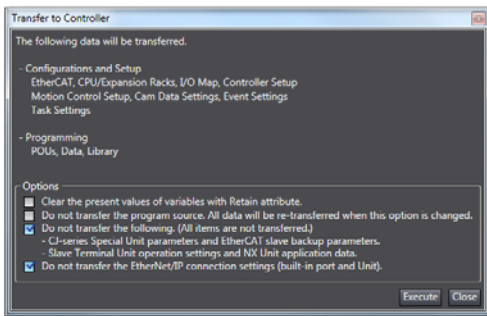 Transfer to Controller
The following data will be transferred.
- Configurations and Setup
EtherCAT, CPU/Expansion Racks, I/O Map, Controller Setup
Motion Control Setup, Cam Data Settings, Event Settings
Task Settings
- Programming
POUs, Data, Library
Options
Clear the present values of variables with Retain attribute.
Do not transfer the program source. All data will be re-transferred when this option is changed.
Do not transfer the following. (All items are not transferred.)
- CJ-series Special Unit parameters and EtherCAT slave backup parameters.
- Slave Terminal Unit operation settings and NX Unit application data.
Do not transfer the EtherNet/IP connection settings (built-in port and Unit).
Execute Close